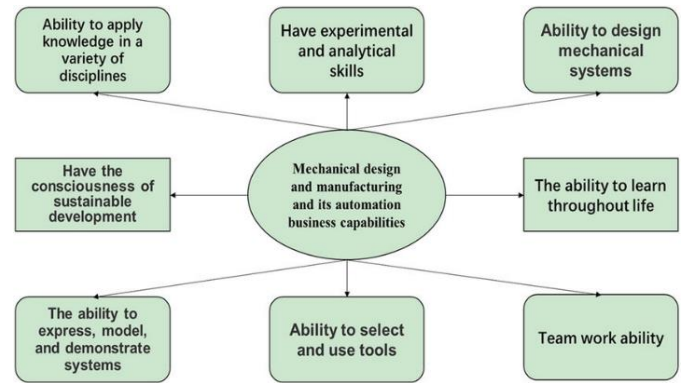 Ability to apply
knowledge in a
variety of
disciplines
Have experimental
and analytical
skills
Ability to design
mechanical
systems
Have the
consciousness of
sustainable
development
Mechanical design
and manufacturing
and its automation
business capabilities
The ability to learn
throughout life
The ability to
express, model,
and demonstrate
systems
Ability to select
and use tools
Team work ability